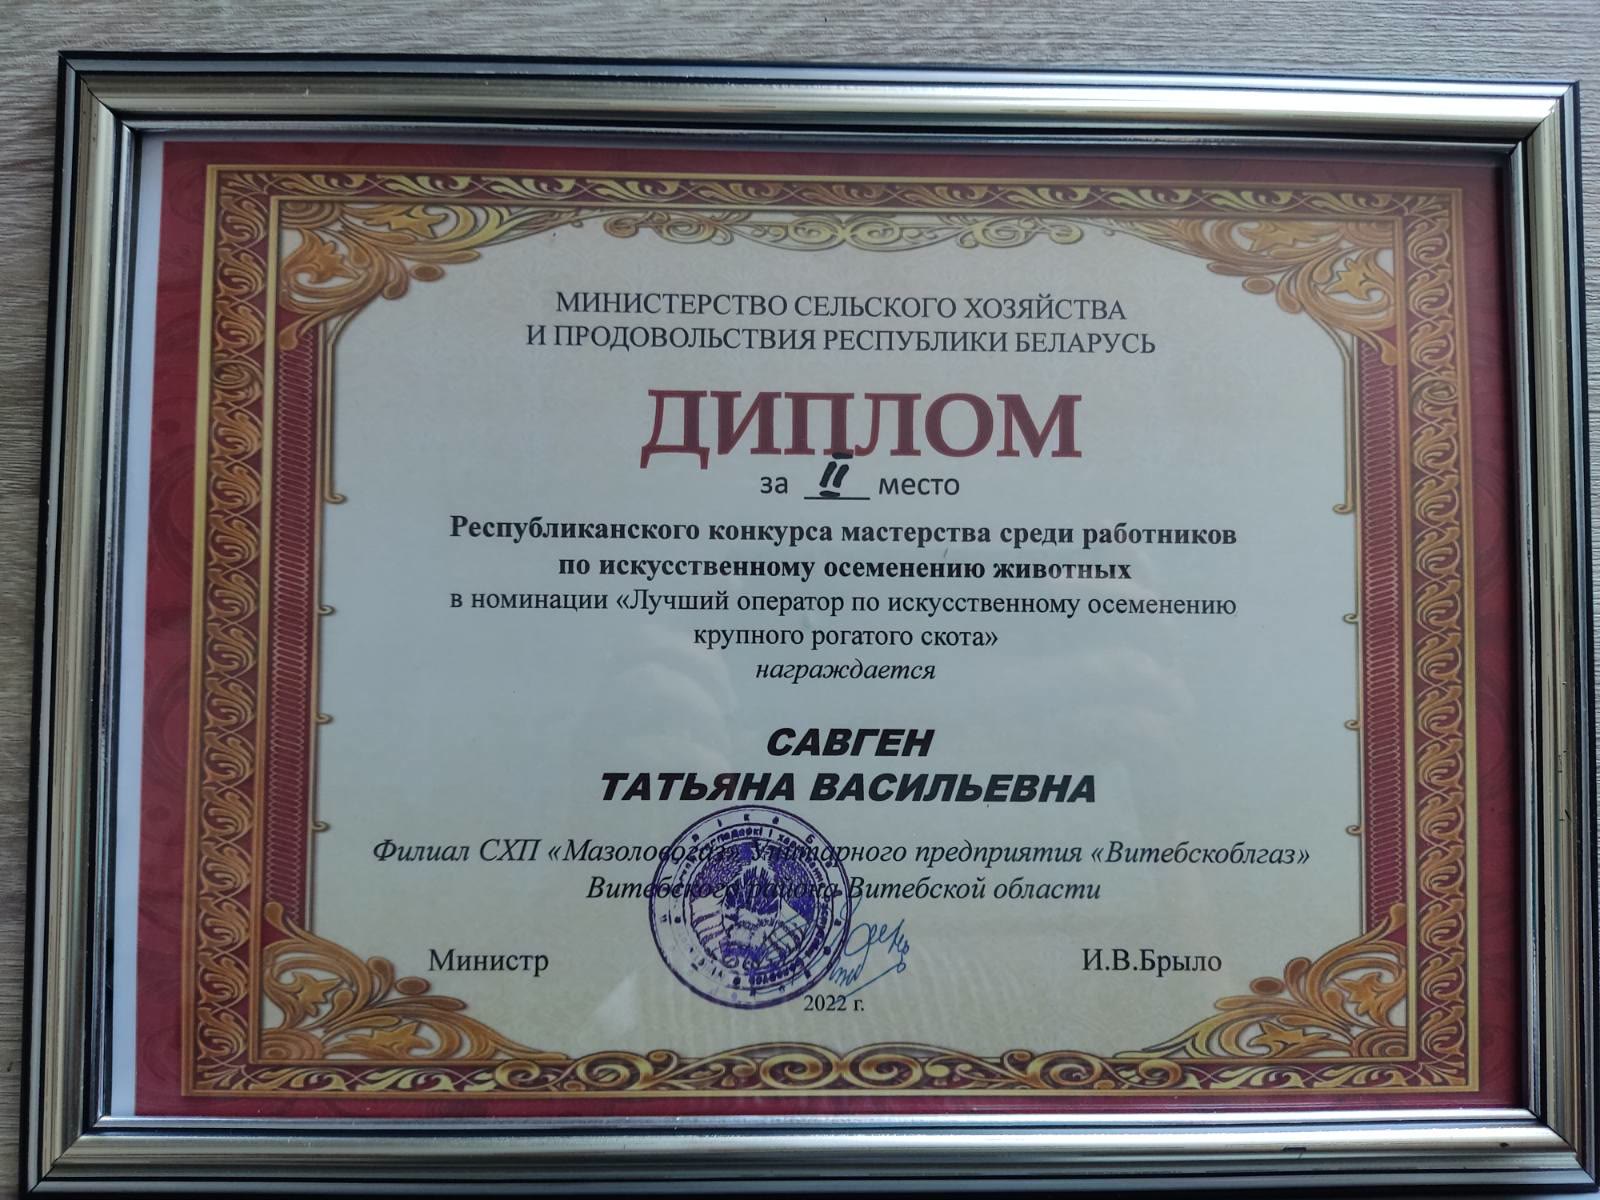 МИНИСТЕРСТВО СЕЛЬСКОГО ХОЗЯЙСТВА
И ПРОДОВОЛЬСТВИЯ РЕСПУБЛИКИ БЕЛАРУСЬ
ДИПЛОМ
за II место
Республиканского конкурса мастерства среди работников
по искусственному осеменению животных
в номинации «Лучший оператор по искусственному осеменению
крупного рогатого скота»
награждается
САВГЕН
ТАТЬЯНА ВАСИЛЬЕВНА
Филиал СХП «Мазоловогаз» Унитарного предприятия «Витебскоблгаз»
Витебского района Витебской области
Министр И.В.Брыло
2022 г.